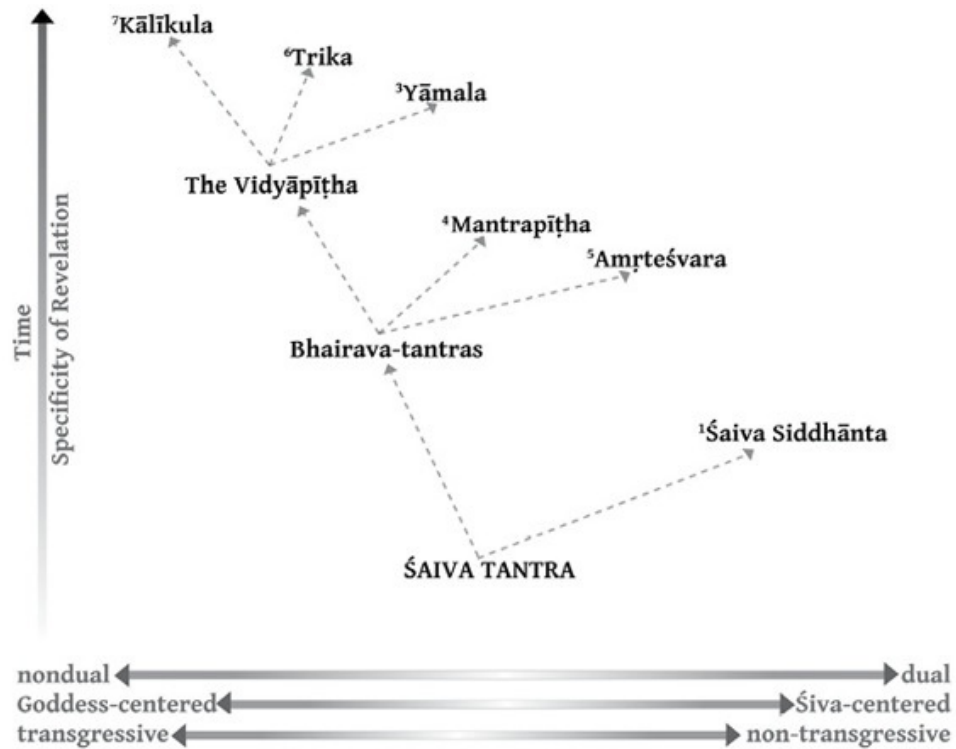 ⁷Kālīkula
⁶Trika
³Yāmala
The Vidyāpīṭha
⁴Mantrapīṭha
⁵Amṛteśvara
Bhairava-tantras
¹Śaiva Siddhānta
ŚAIVA TANTRA
Time
Specificity of Revelation
nondual dual
Goddess-centered Śiva-centered
transgressive non-transgressive